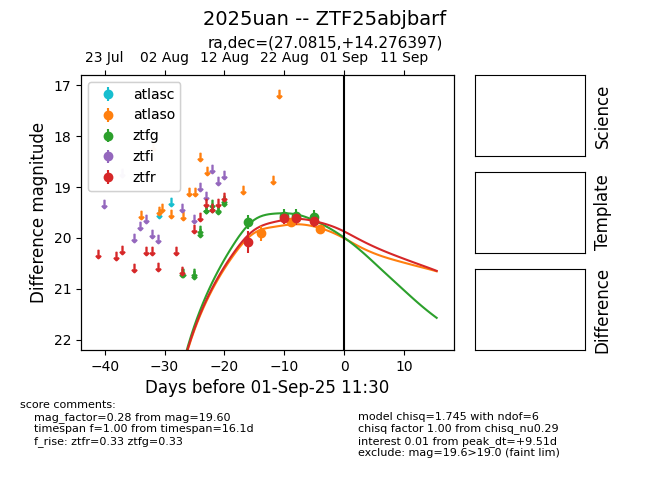 2025uan -- ZTF25abjbarf
ra,dec=(27.0815,+14.276397)
23 Jul 02 Aug 12 Aug 22 Aug 01 Sep 11 Sep
17
18
19
20
21
22
Difference magnitude
atlasc
atlaso
ztfg
ztfi
ztfr
−40 −30 −20 −10 0 10
Days before 01-Sep-25 11:30
Science
Template
Difference
score comments:
mag_factor=0.28 from mag=19.60
timespan f=1.00 from timespan=16.1d
f_rise: ztfr=0.33 ztfg=0.33
model chisq=1.745 with ndof=6
chisq factor 1.00 from chisq_nu0.29
interest 0.01 from peak_dt=+9.51d
exclude: mag=19.6>19.0 (faint lim)